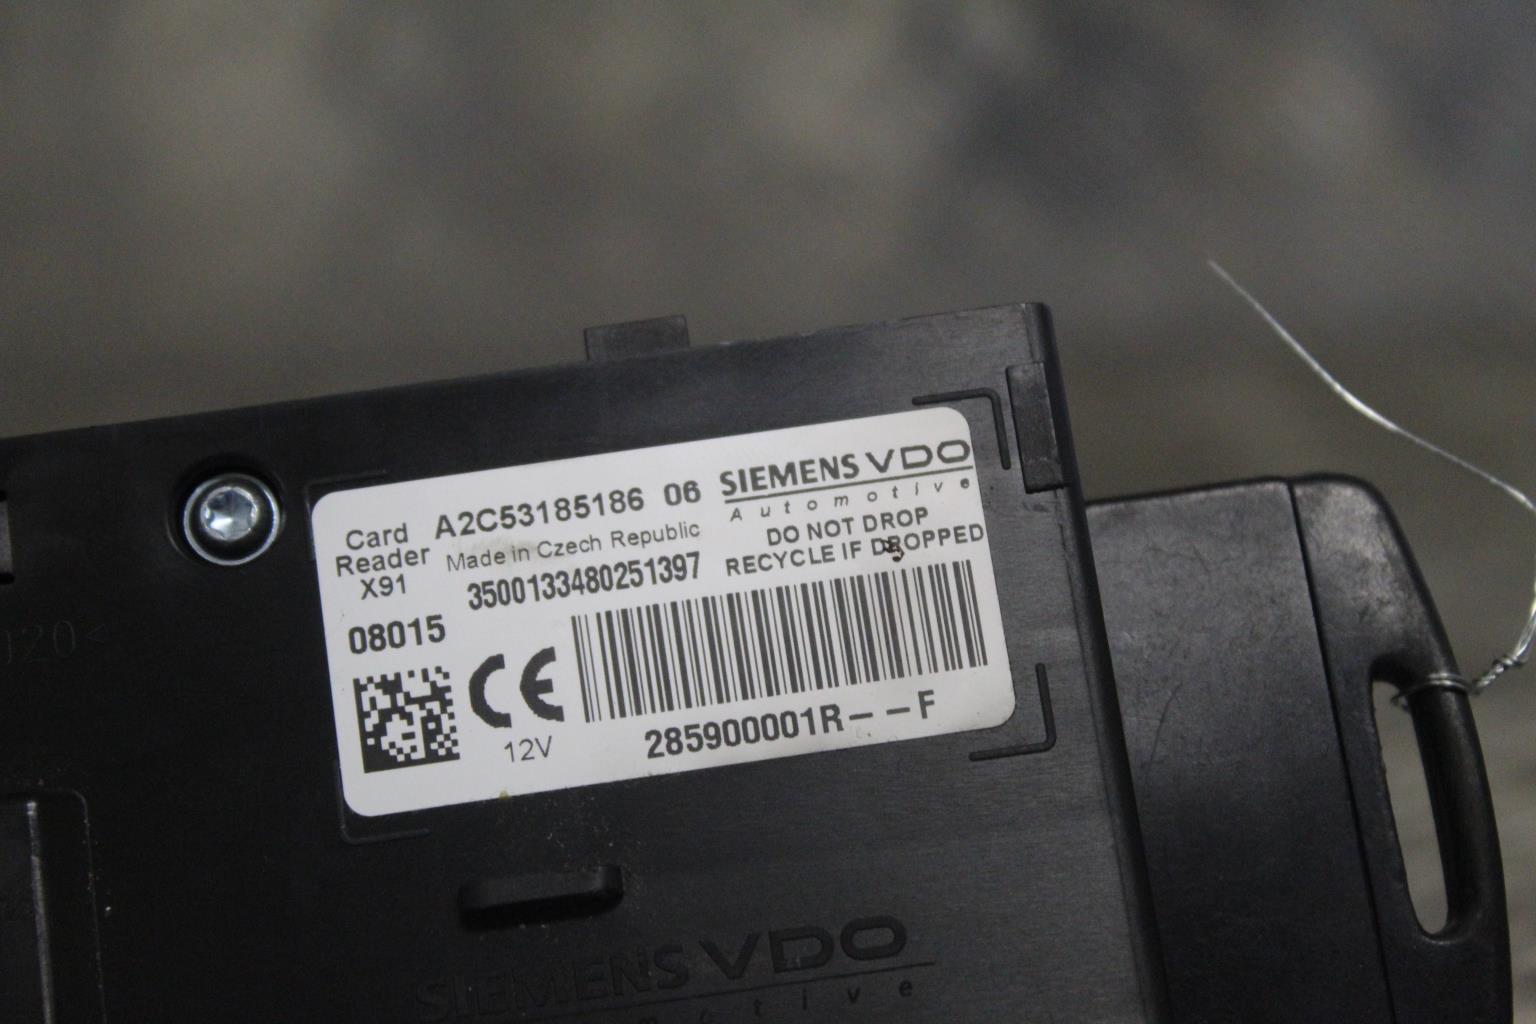 Card
Reader
X91
08015
A2C53185186 06
Made in Czech Republic
3500133480251397
SIEMENS VDO
Automotive
DO NOT DROP
RECYCLE IF DROPPED
CE
12V
285900001R--F
020<
SIEMENS VDO